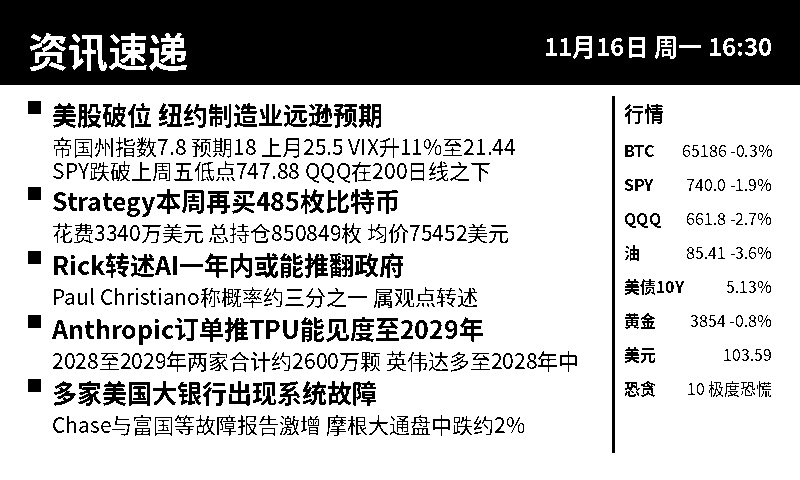 资讯速递
11月16日 周一 16:30
美股破位 纽约制造业远逊预期
帝国州指数7.8 预期18 上月25.5 VIX升11%至21.44
SPY跌破上周五低点747.88 QQQ在200日线之下
Strategy本周再买485枚比特币
花费3340万美元 总持仓850849枚 均价75452美元
Rick转述AI一年内或能推翻政府
Paul Christiano称概率约三分之一 属观点转述
Anthropic订单推TPU能见度至2029年
2028至2029年两家合计约2600万颗 英伟达多至2028年中
多家美国大银行出现系统故障
Chase与富国等故障报告激增 摩根大通盘中跌约2%
行情
BTC 65186 -0.3%
SPY 740.0 -1.9%
QQQ 661.8 -2.7%
油 85.41 -3.6%
美债10Y 5.13%
黄金 3854 -0.8%
美元 103.59
恐贪 10 极度恐慌